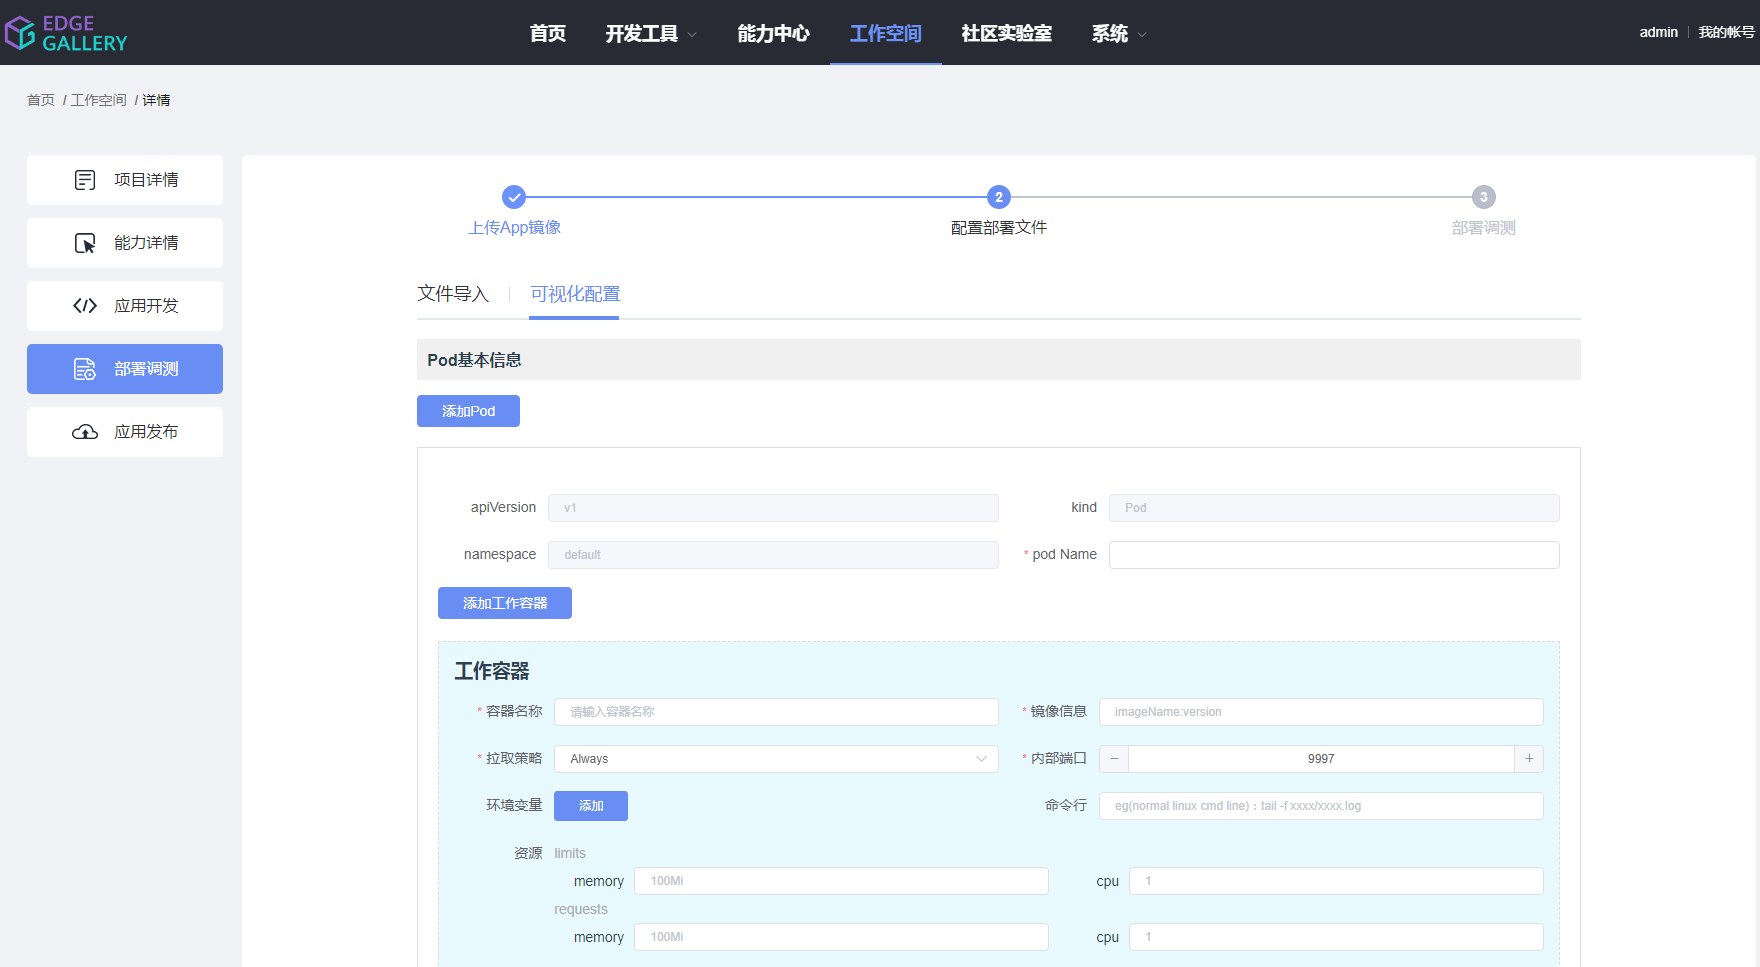 EDGE
GALLERY
首页
开发工具
能力中心
工作空间
社区实验室
系统
admin
我的帐号
首页 / 工作空间 / 详情
项目详情
能力详情
应用开发
部署调测
应用发布
2
3
上传App镜像
配置部署文件
部署调测
文件导入
可视化配置
Pod基本信息
添加Pod
apiVersion
v1
kind
Pod
namespace
default
* pod Name
添加工作容器
工作容器
* 容器名称
请输入容器名称
* 镜像信息
imageName:version
* 拉取策略
Always
* 内部端口
− 9997 +
环境变量
添加
命令行
eg(normal linux cmd line)：tail -f xxxx/xxxx.log
资源 limits
memory
100Mi
cpu
1
requests
memory
100Mi
cpu
1